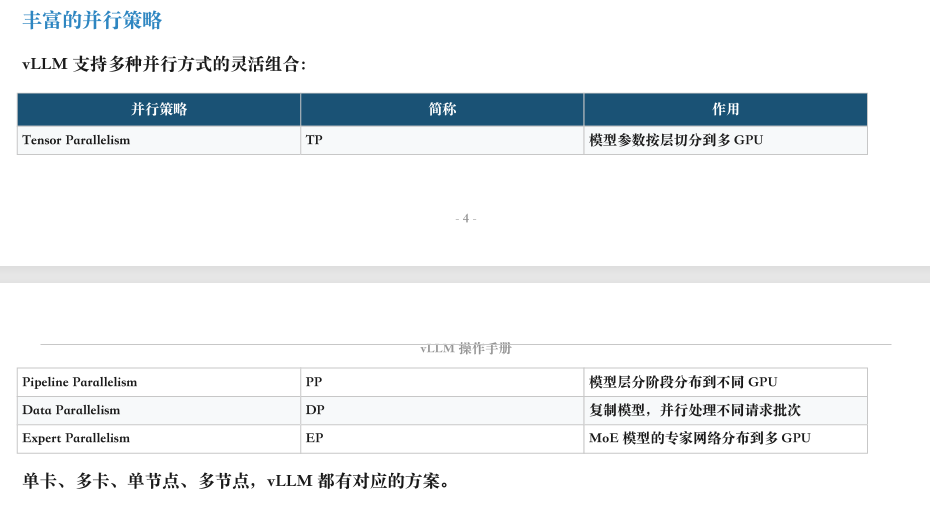 丰富的并行策略
vLLM 支持多种并行方式的灵活组合：
并行策略 简称 作用
Tensor Parallelism TP 模型参数按层切分到多 GPU
- 4 -
vLLM 操作手册
Pipeline Parallelism PP 模型层分阶段分布到不同 GPU
Data Parallelism DP 复制模型，并行处理不同请求批次
Expert Parallelism EP MoE 模型的专家网络分布到多 GPU
单卡、多卡、单节点、多节点，vLLM 都有对应的方案。